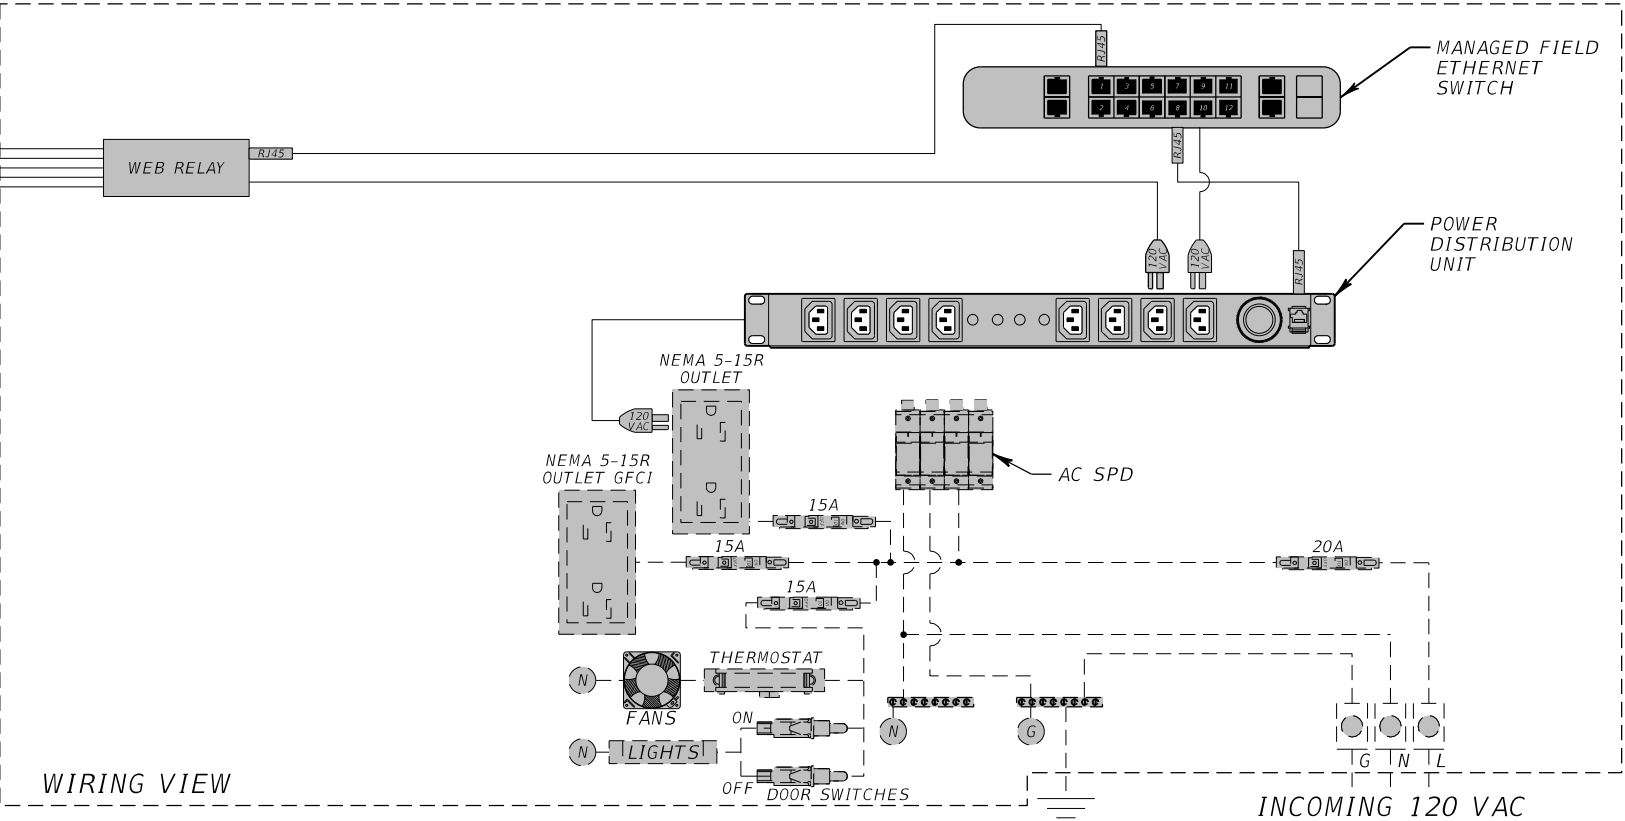 MANAGED FIELD
ETHERNET
SWITCH
RJ45
1 3 5 7 9 11
2 4 6 8 10 12
WEB RELAY
RJ45
RJ45
POWER
DISTRIBUTION
UNIT
120
VAC
120
VAC
RJ45
NEMA 5-15R
OUTLET
120
VAC
NEMA 5-15R
OUTLET GFCI
AC SPD
15A
15A
20A
15A
THERMOSTAT
N
FANS
ON
N
LIGHTS
OFF
DOOR SWITCHES
N
G
G N L
WIRING VIEW
INCOMING 120 VAC